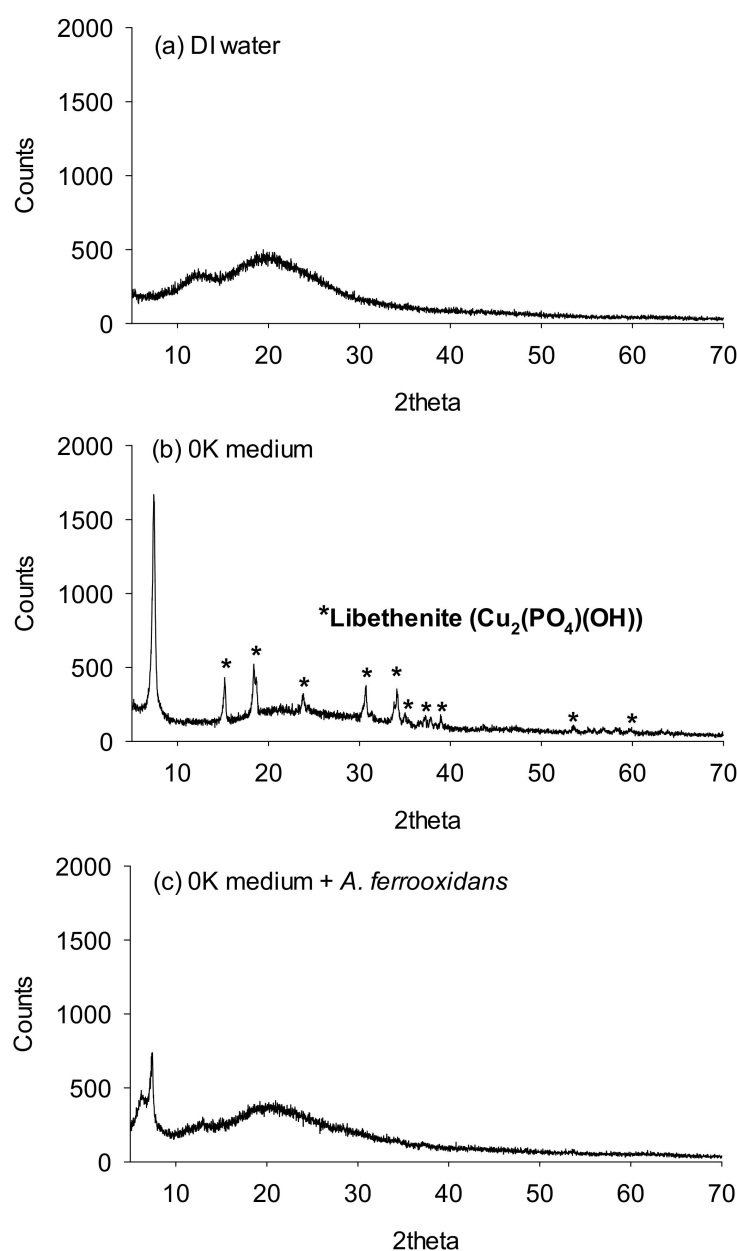 2000
(a) DI water
1500
1000
500
0
Counts
10 20 30 40 50 60 70
2theta
2000
(b) 0K medium
1500
1000
*Libethenite (Cu2(PO4)(OH))
500
* * * * * * * * * *
0
Counts
10 20 30 40 50 60 70
2theta
2000
(c) 0K medium + A. ferrooxidans
1500
1000
500
0
Counts
10 20 30 40 50 60 70
2theta